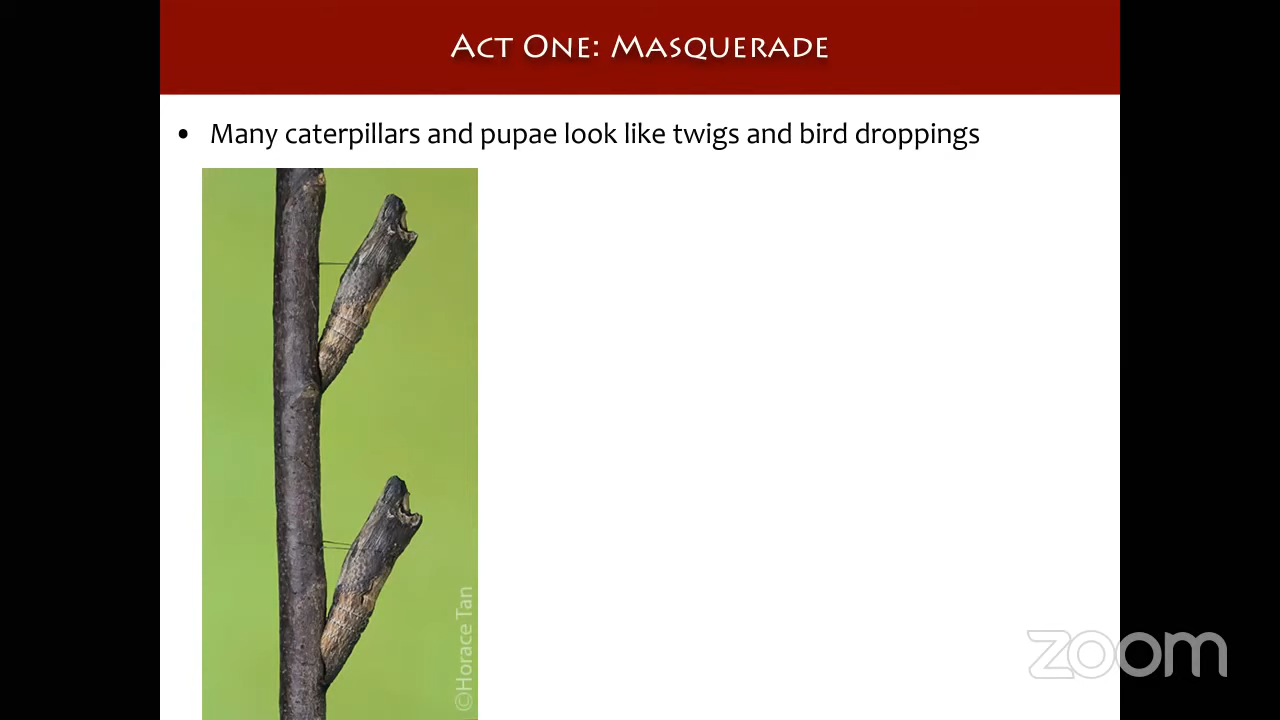 Act One: Masquerade
• Many caterpillars and pupae look like twigs and bird droppings
©Horace Tan
zoom